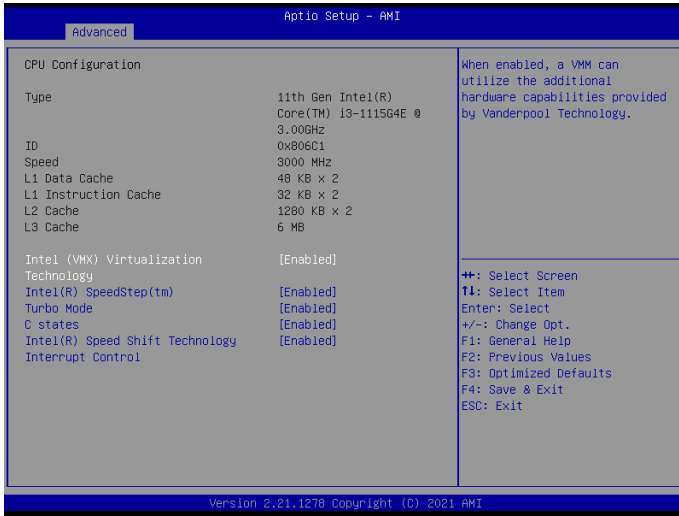 Aptio Setup – AMI
Advanced
CPU Configuration
Type 11th Gen Intel(R)
Core(TM) i3-1115G4E @
3.00GHz
ID 0x806C1
Speed 3000 MHz
L1 Data Cache 48 KB x 2
L1 Instruction Cache 32 KB x 2
L2 Cache 1280 KB x 2
L3 Cache 6 MB
Intel (VMX) Virtualization [Enabled]
Technology
Intel(R) SpeedStep(tm) [Enabled]
Turbo Mode [Enabled]
C states [Enabled]
Intel(R) Speed Shift Technology [Enabled]
Interrupt Control
When enabled, a VMM can
utilize the additional
hardware capabilities provided
by Vanderpool Technology.
→←: Select Screen
↑↓: Select Item
Enter: Select
+/-: Change Opt.
F1: General Help
F2: Previous Values
F3: Optimized Defaults
F4: Save & Exit
ESC: Exit
Version 2.21.1278 Copyright (C) 2021 AMI